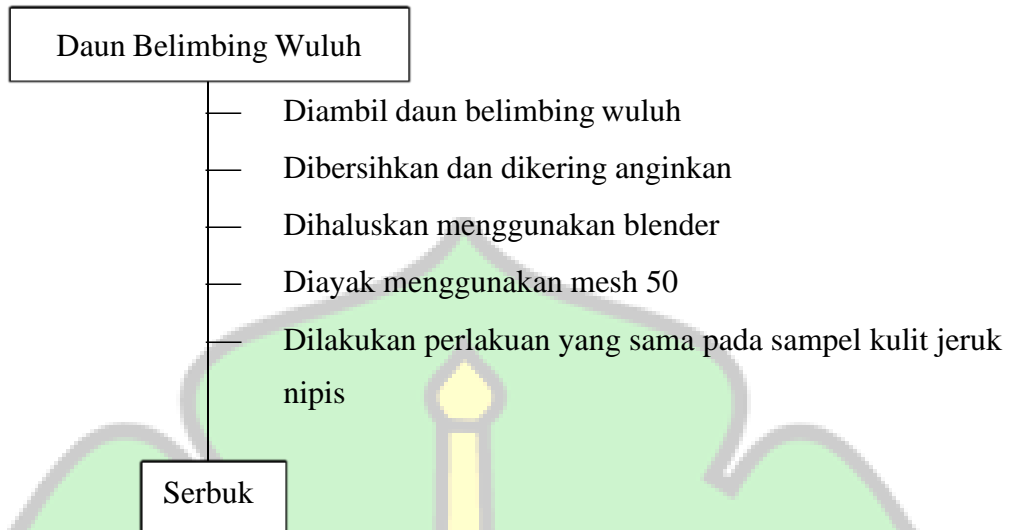 Daun Belimbing Wuluh
Diambil daun belimbing wuluh
Dibersihkan dan dikering anginkan
Dihaluskan menggunakan blender
Diayak menggunakan mesh 50
Dilakukan perlakuan yang sama pada sampel kulit jeruk
nipis
Serbuk